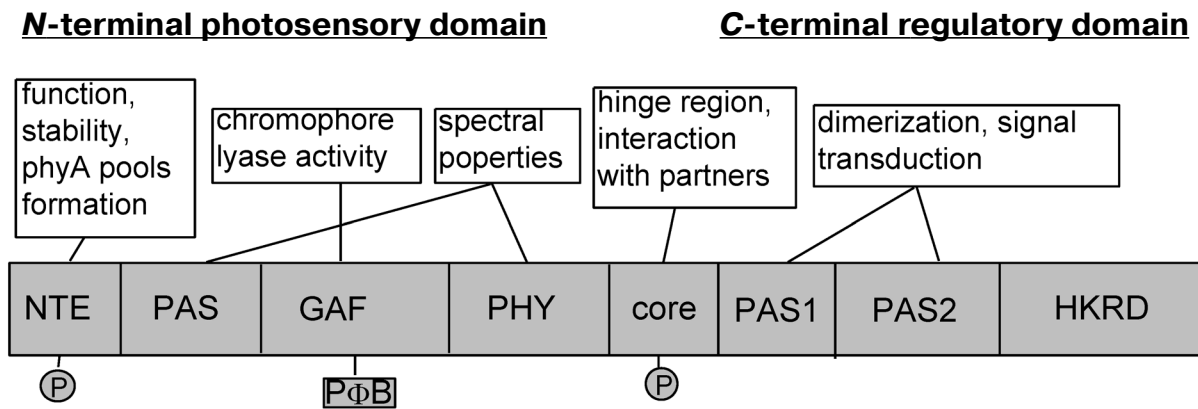 N-terminal photosensory domain
C-terminal regulatory domain
function,
stability,
phyA pools
formation
chromophore
lyase activity
spectral
poperties
hinge region,
interaction
with partners
dimerization, signal
transduction
NTE
PAS
GAF
PHY
core
PAS1
PAS2
HKRD
P
PΦB
P